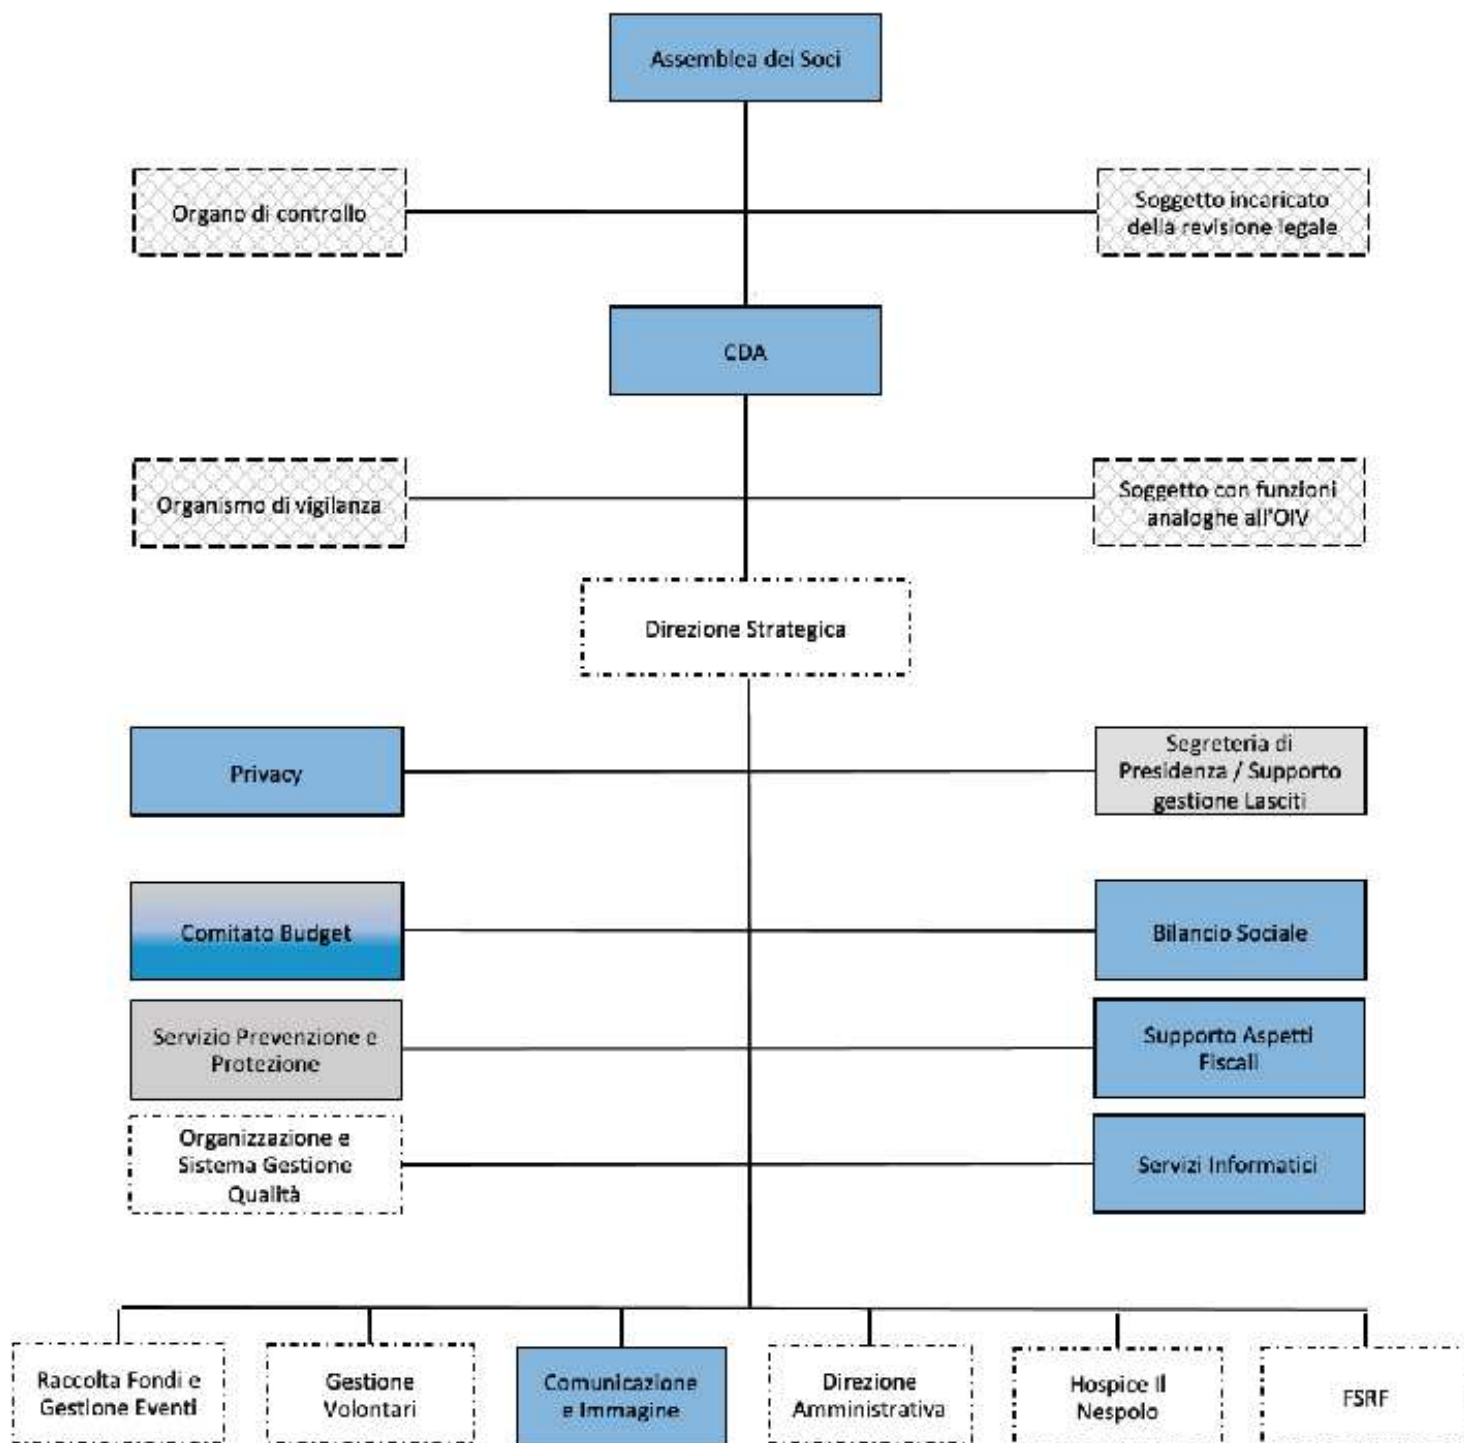 Assemblea dei Soci
Organo di controllo
Soggetto incaricato
della revisione legale
CDA
Organismo di vigilanza
Soggetto con funzioni
analoghe all'OIV
Direzione Strategica
Privacy
Segreteria di
Presidenza / Supporto
gestione Lasciti
Comitato Budget
Bilancio Sociale
Servizio Prevenzione e
Protezione
Supporto Aspetti
Fiscali
Organizzazione e
Sistema Gestione
Qualità
Servizi Informatici
Raccolta Fondi e
Gestione Eventi
Gestione
Volontari
Comunicazione
e Immagine
Direzione
Amministrativa
Hospice Il
Nespolo
FSRF